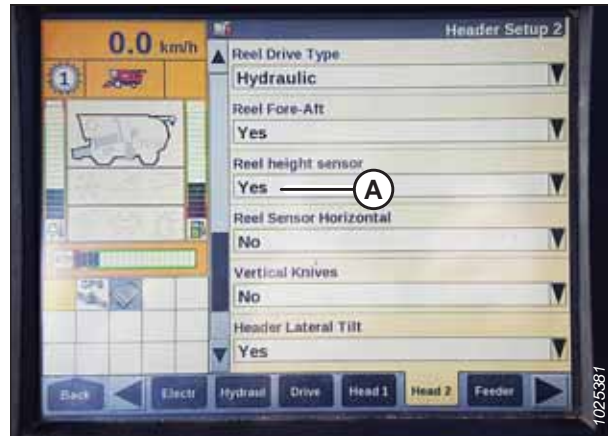 0.0 km/h
Header Setup 2
1
Reel Drive Type
Hydraulic
Reel Fore-Aft
Yes
Reel height sensor
Yes
A
Reel Sensor Horizontal
No
Vertical Knives
No
GPS
Header Lateral Tilt
Yes
Back
Electr
Hydraul
Drive
Head 1
Head 2
Feeder
1025381